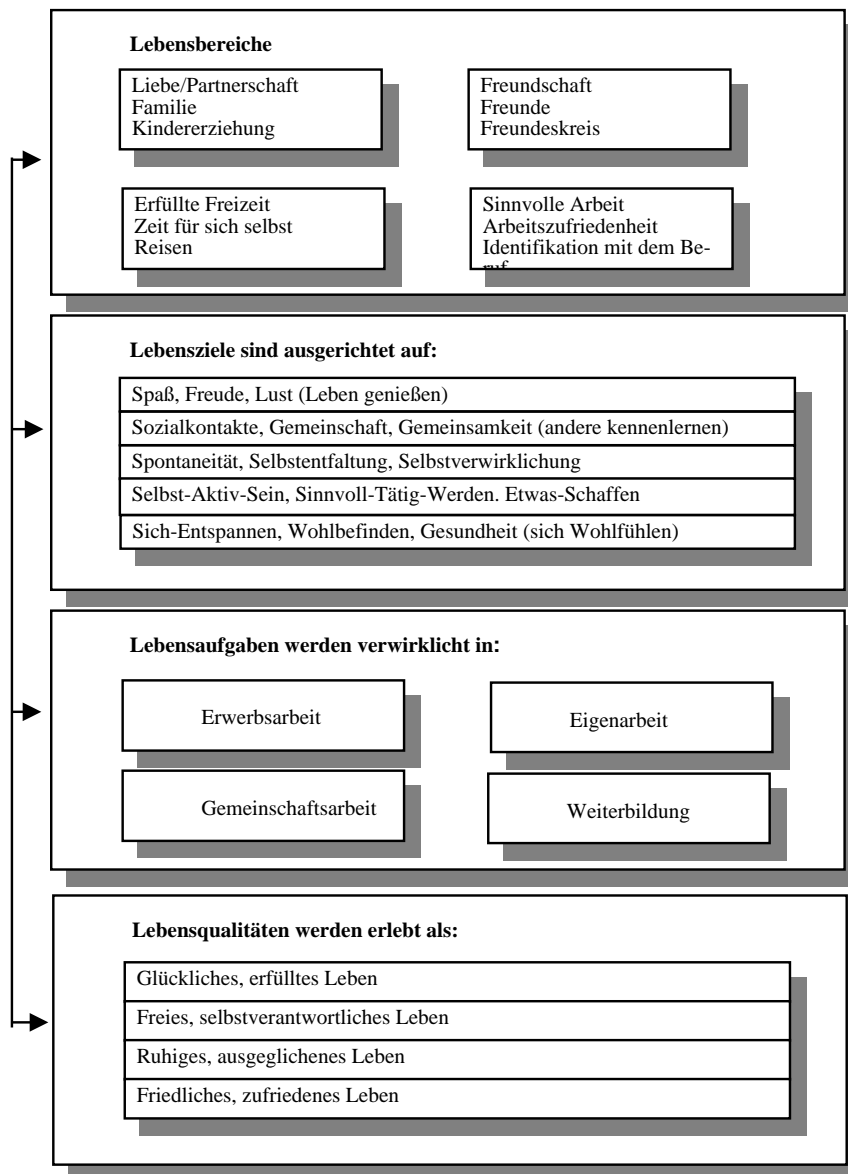 Lebensbereiche
Liebe/Partnerschaft
Familie
Kindererziehung
Freundschaft
Freunde
Freundeskreis
Erfüllte Freizeit
Zeit für sich selbst
Reisen
Sinnvolle Arbeit
Arbeitszufriedenheit
Identifikation mit dem Be-
ruf
Lebensziele sind ausgerichtet auf:
Spaß, Freude, Lust (Leben genießen)
Sozialkontakte, Gemeinschaft, Gemeinsamkeit (andere kennenlernen)
Spontaneität, Selbstentfaltung, Selbstverwirklichung
Selbst-Aktiv-Sein, Sinnvoll-Tätig-Werden. Etwas-Schaffen
Sich-Entspannen, Wohlbefinden, Gesundheit (sich Wohlfühlen)
Lebensaufgaben werden verwirklicht in:
Erwerbsarbeit
Eigenarbeit
Gemeinschaftsarbeit
Weiterbildung
Lebensqualitäten werden erlebt als:
Glückliches, erfülltes Leben
Freies, selbstverantwortliches Leben
Ruhiges, ausgeglichenes Leben
Friedliches, zufriedenes Leben